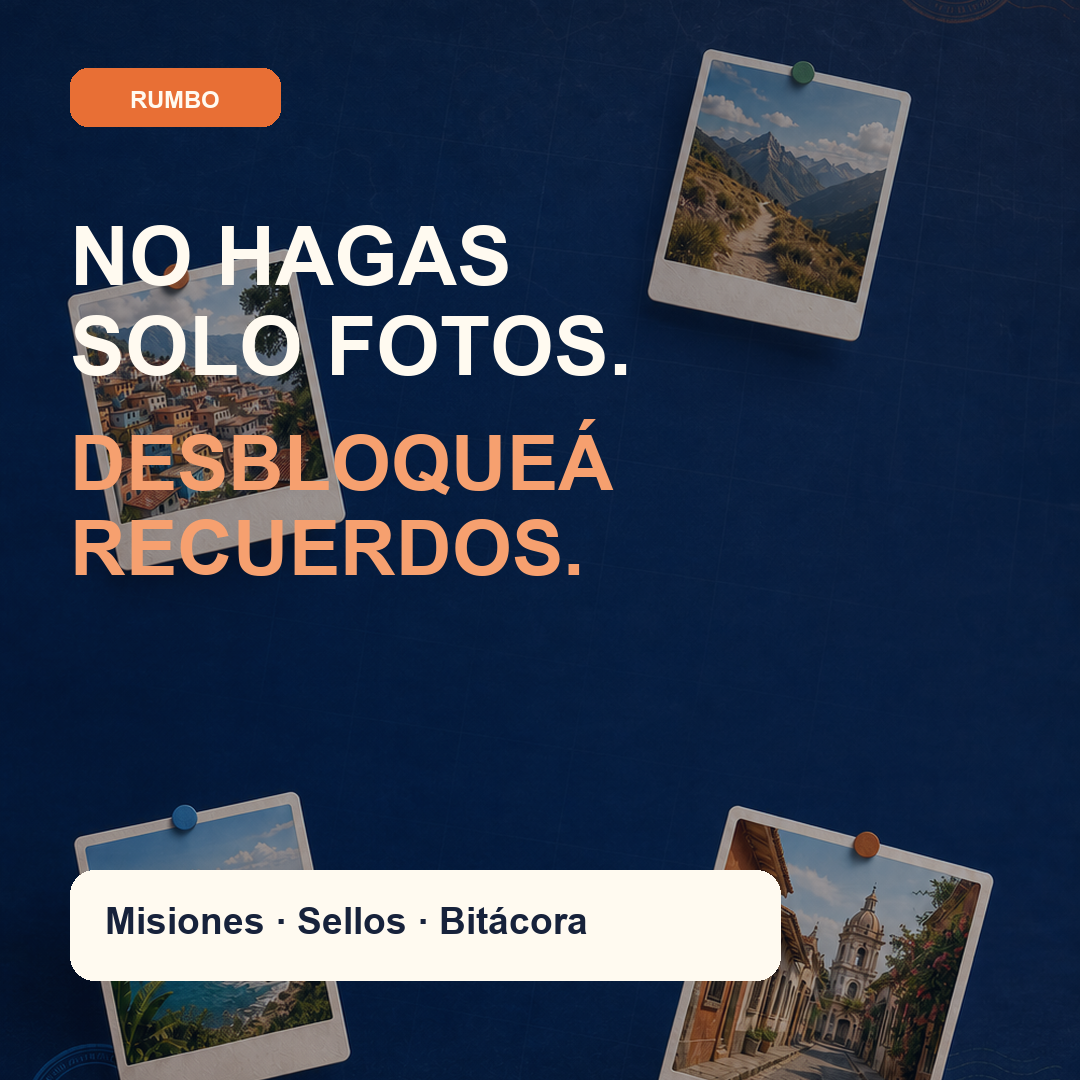 RUMBO
NO HAGAS
SOLO FOTOS.
DESBLOQUEÁ
RECUERDOS.
Misiones · Sellos · Bitácora